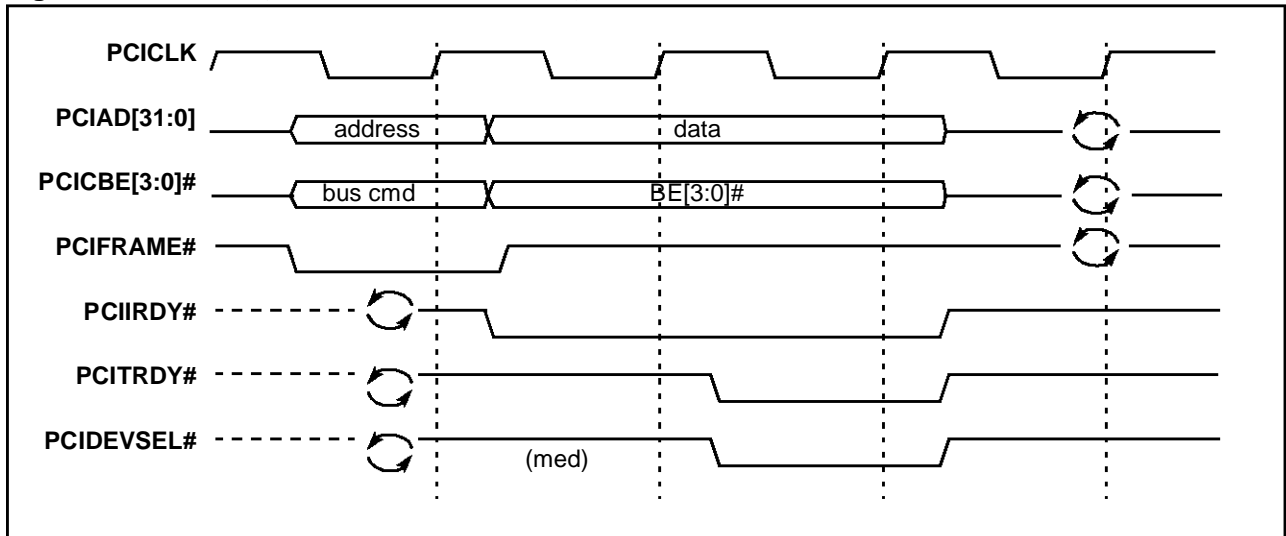 PCICLK
PCIAD[31:0]
address data
PCICBE[3:0]#
bus cmd BE[3:0]#
PCIFRAME#
PCIIRDY#
PCITRDY#
PCIDEVSEL#
(med)